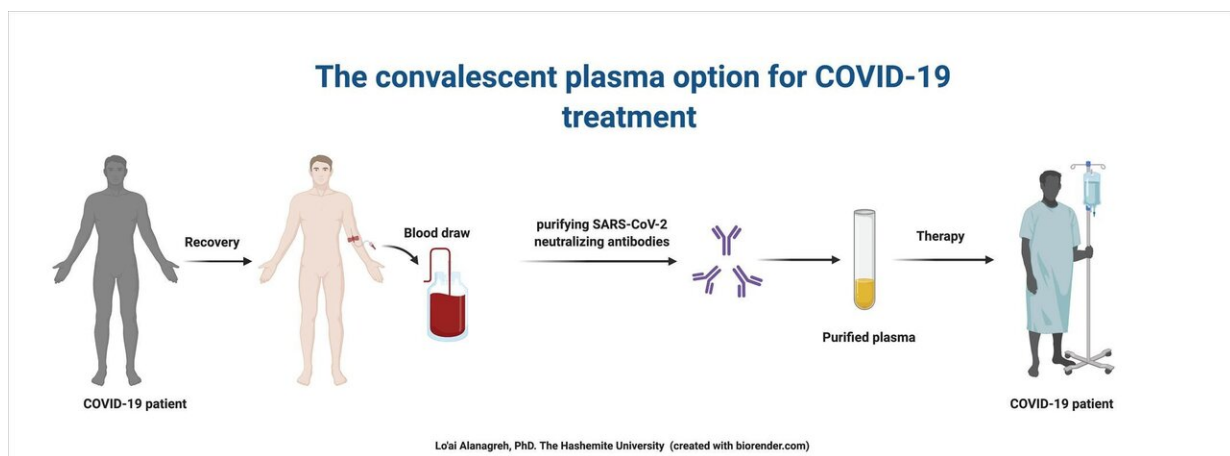 The convalescent plasma option for COVID-19
treatment
Recovery
Blood draw
purifying SARS-CoV-2
neutralizing antibodies
Therapy
Purified plasma
COVID-19 patient
COVID-19 patient
Lo'ai Alanagreh, PhD. The Hashemite University (created with biorender.com)